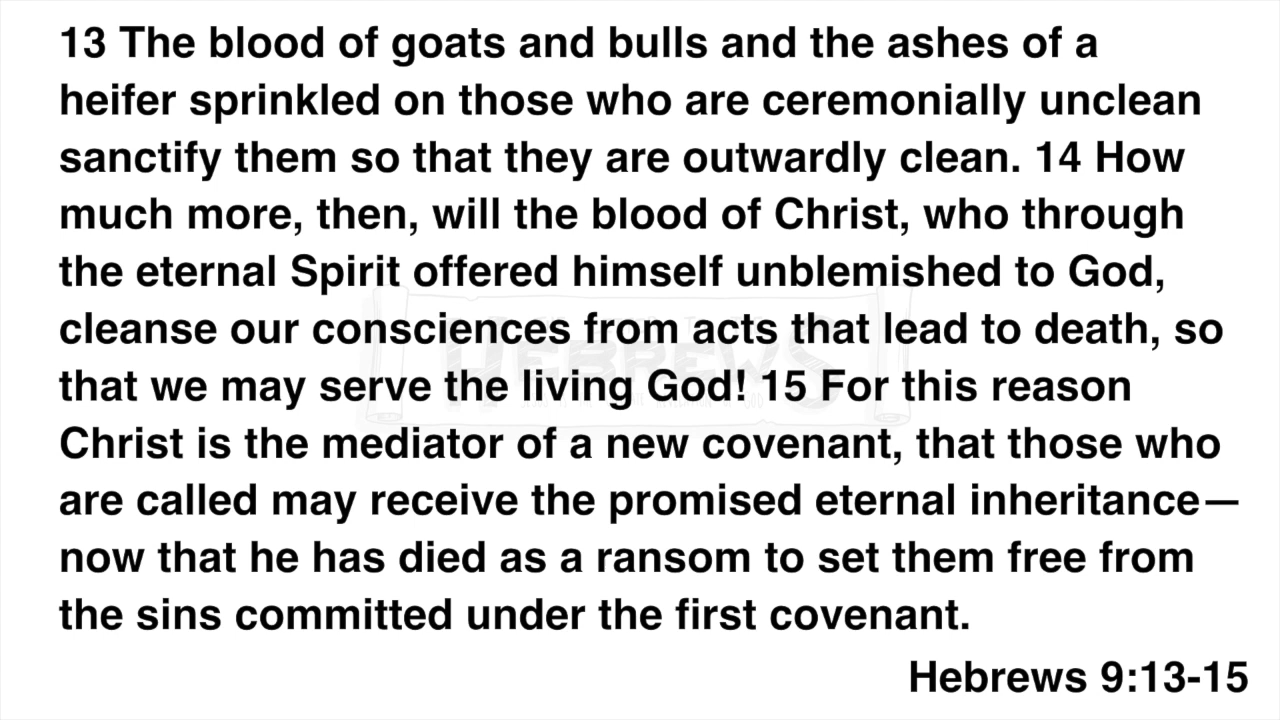 13 The blood of goats and bulls and the ashes of a
heifer sprinkled on those who are ceremonially unclean
sanctify them so that they are outwardly clean. 14 How
much more, then, will the blood of Christ, who through
the eternal Spirit offered himself unblemished to God,
cleanse our consciences from acts that lead to death, so
that we may serve the living God! 15 For this reason
Christ is the mediator of a new covenant, that those who
are called may receive the promised eternal inheritance—
now that he has died as a ransom to set them free from
the sins committed under the first covenant.
Hebrews 9:13-15
HEBREWS